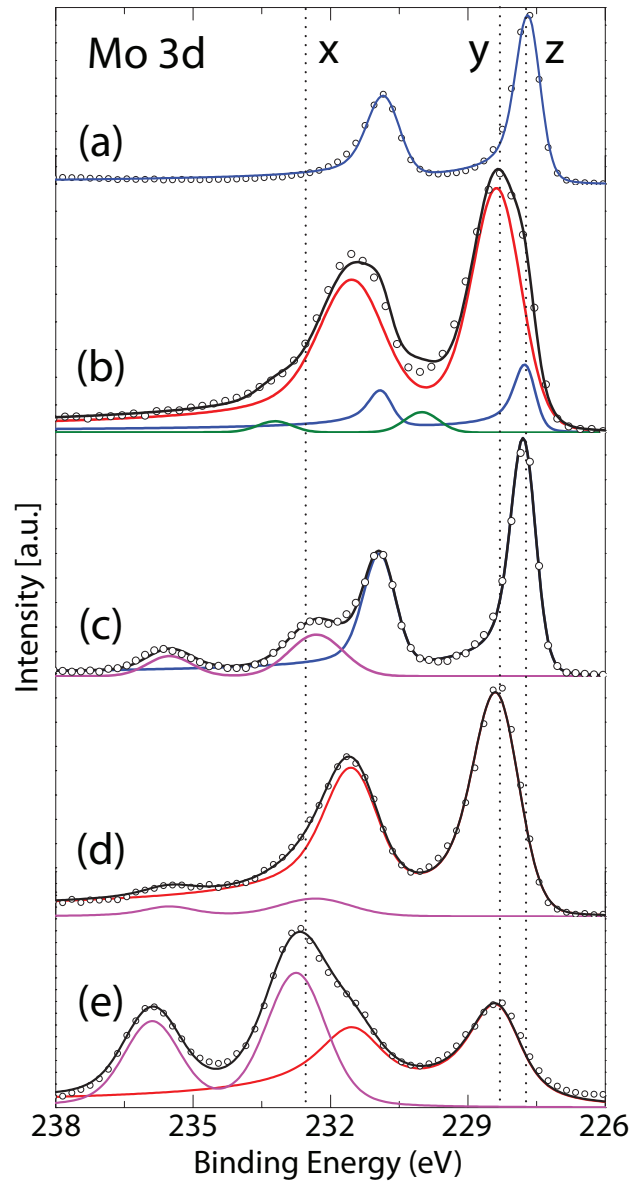 Mo 3d
x
y
z
(a)
(b)
(c)
(d)
(e)
Intensity [a.u.]
238
235
232
229
226
Binding Energy (eV)